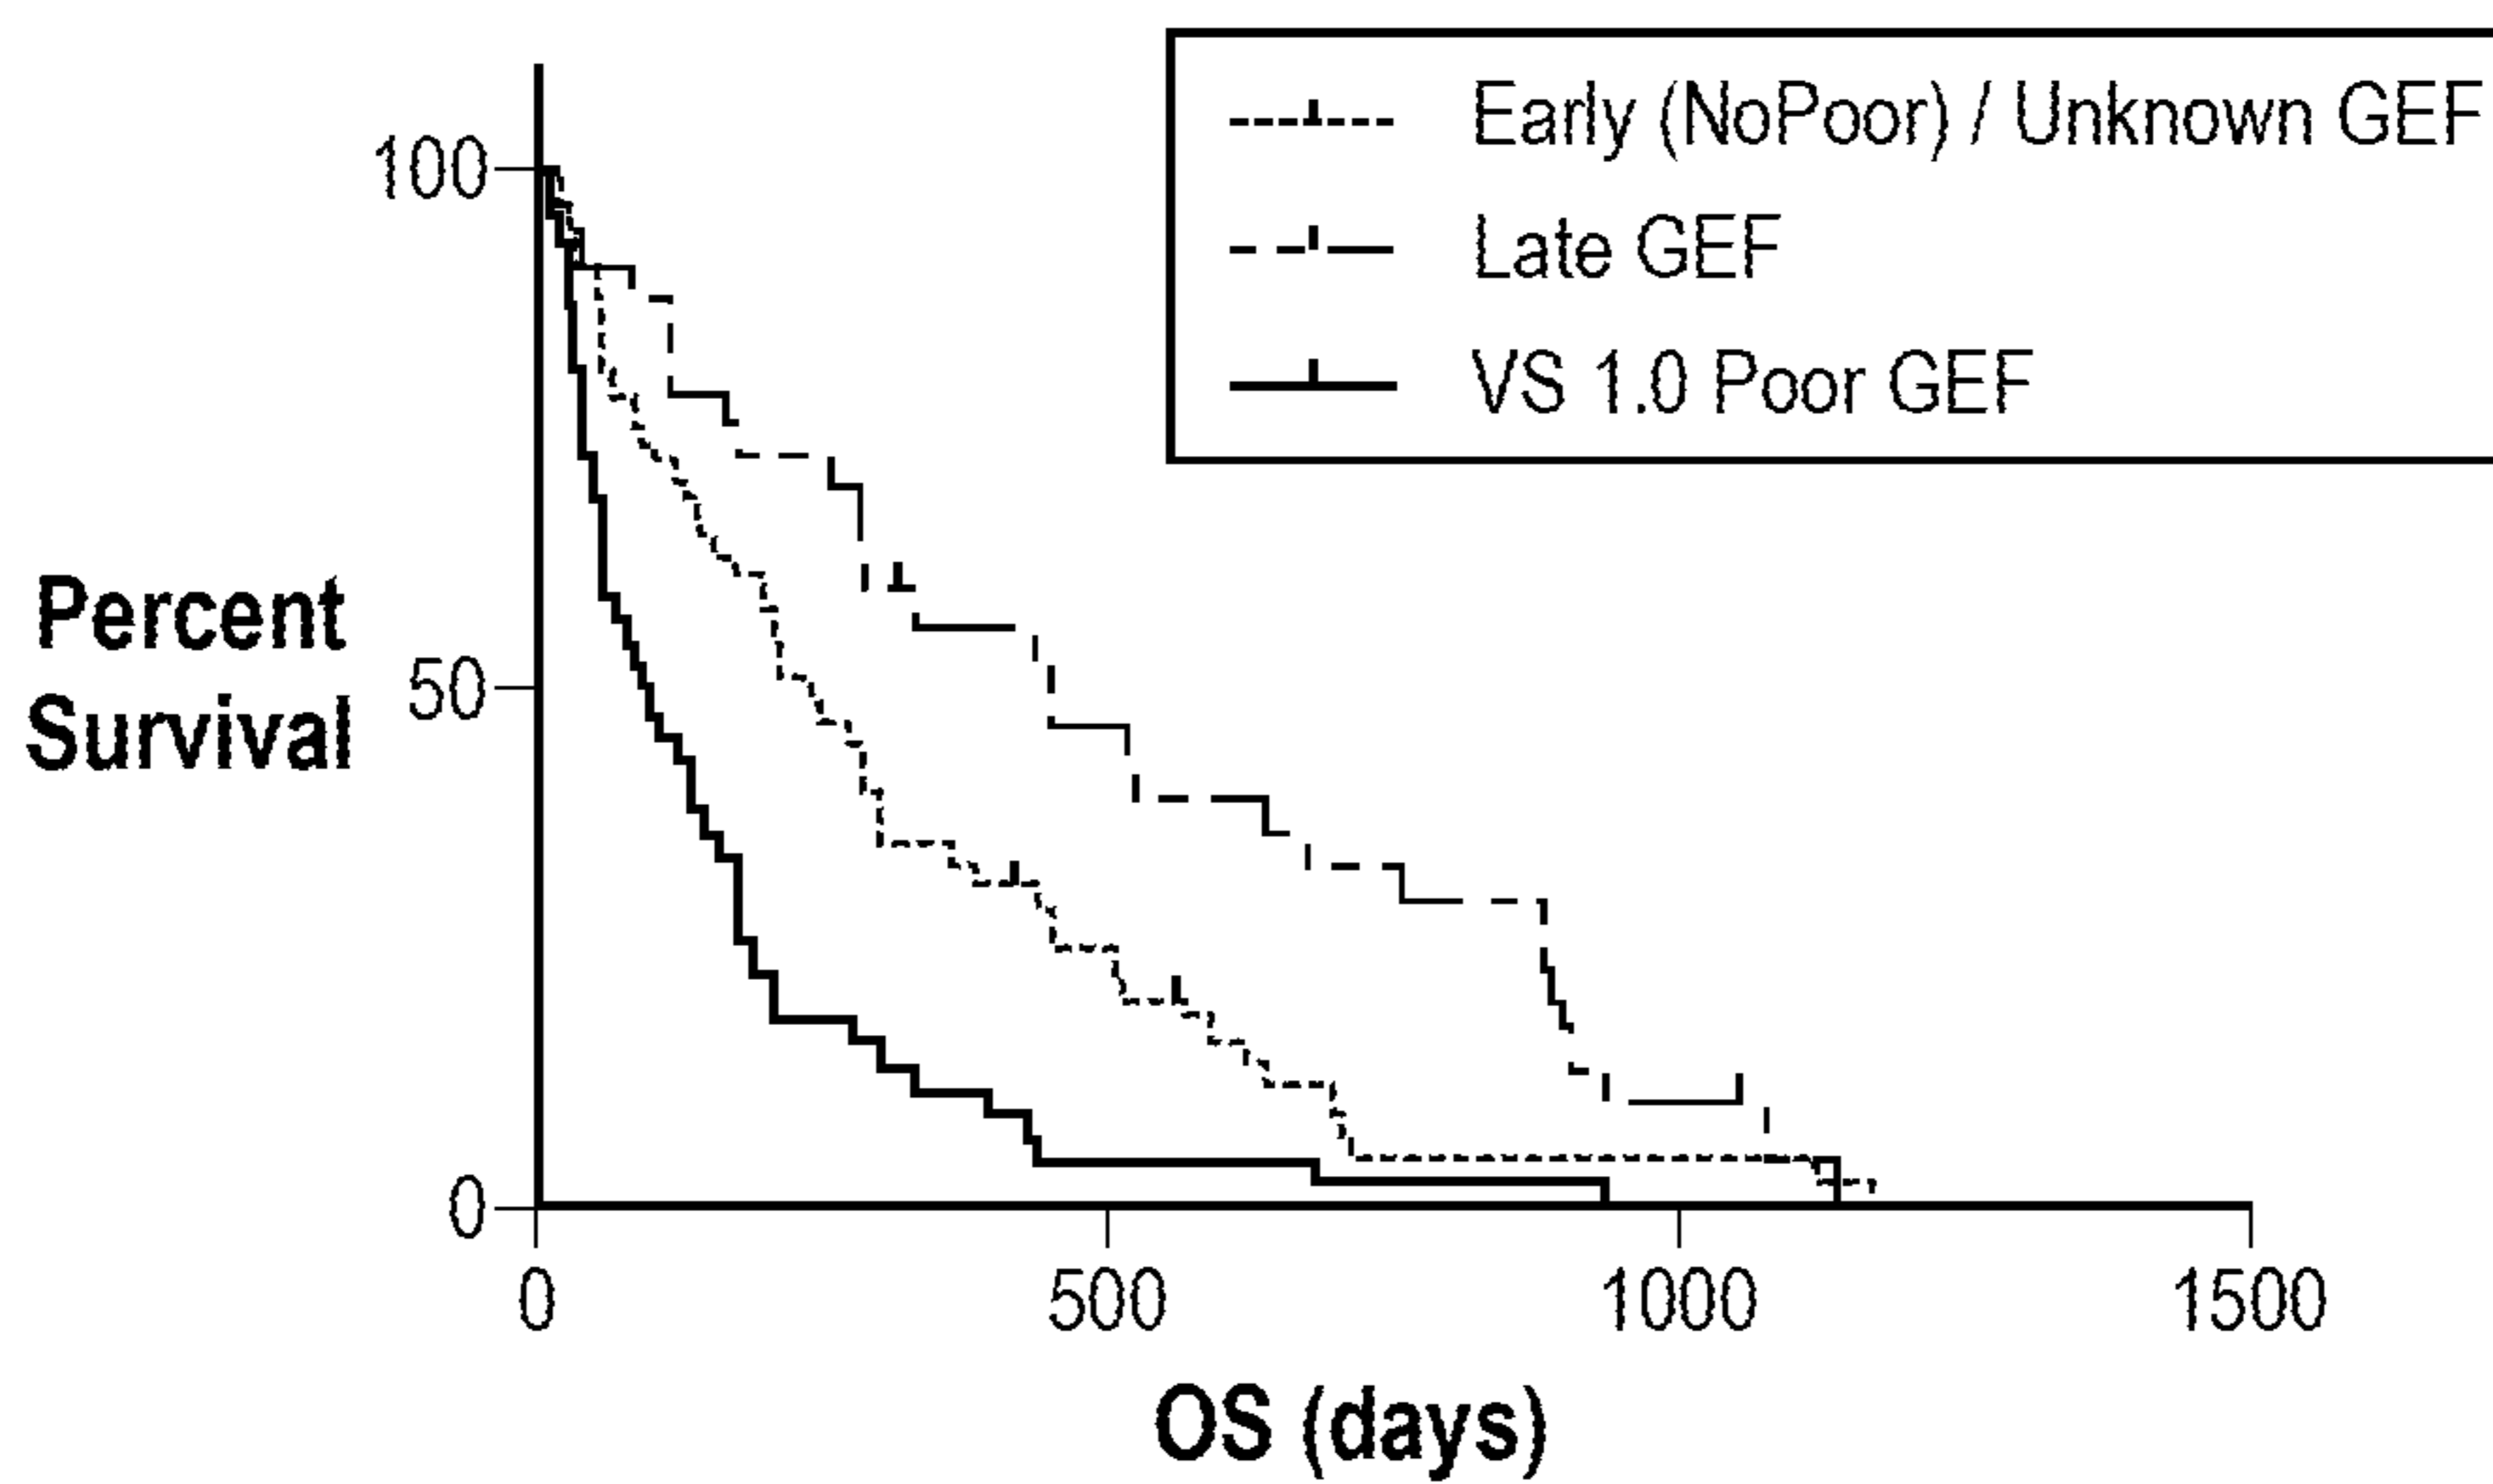 Early (NoPoor) / Unknown GEF
Late GEF
VS 1.0 Poor GEF
100
50
0
Percent
Survival
0
500
1000
1500
OS (days)